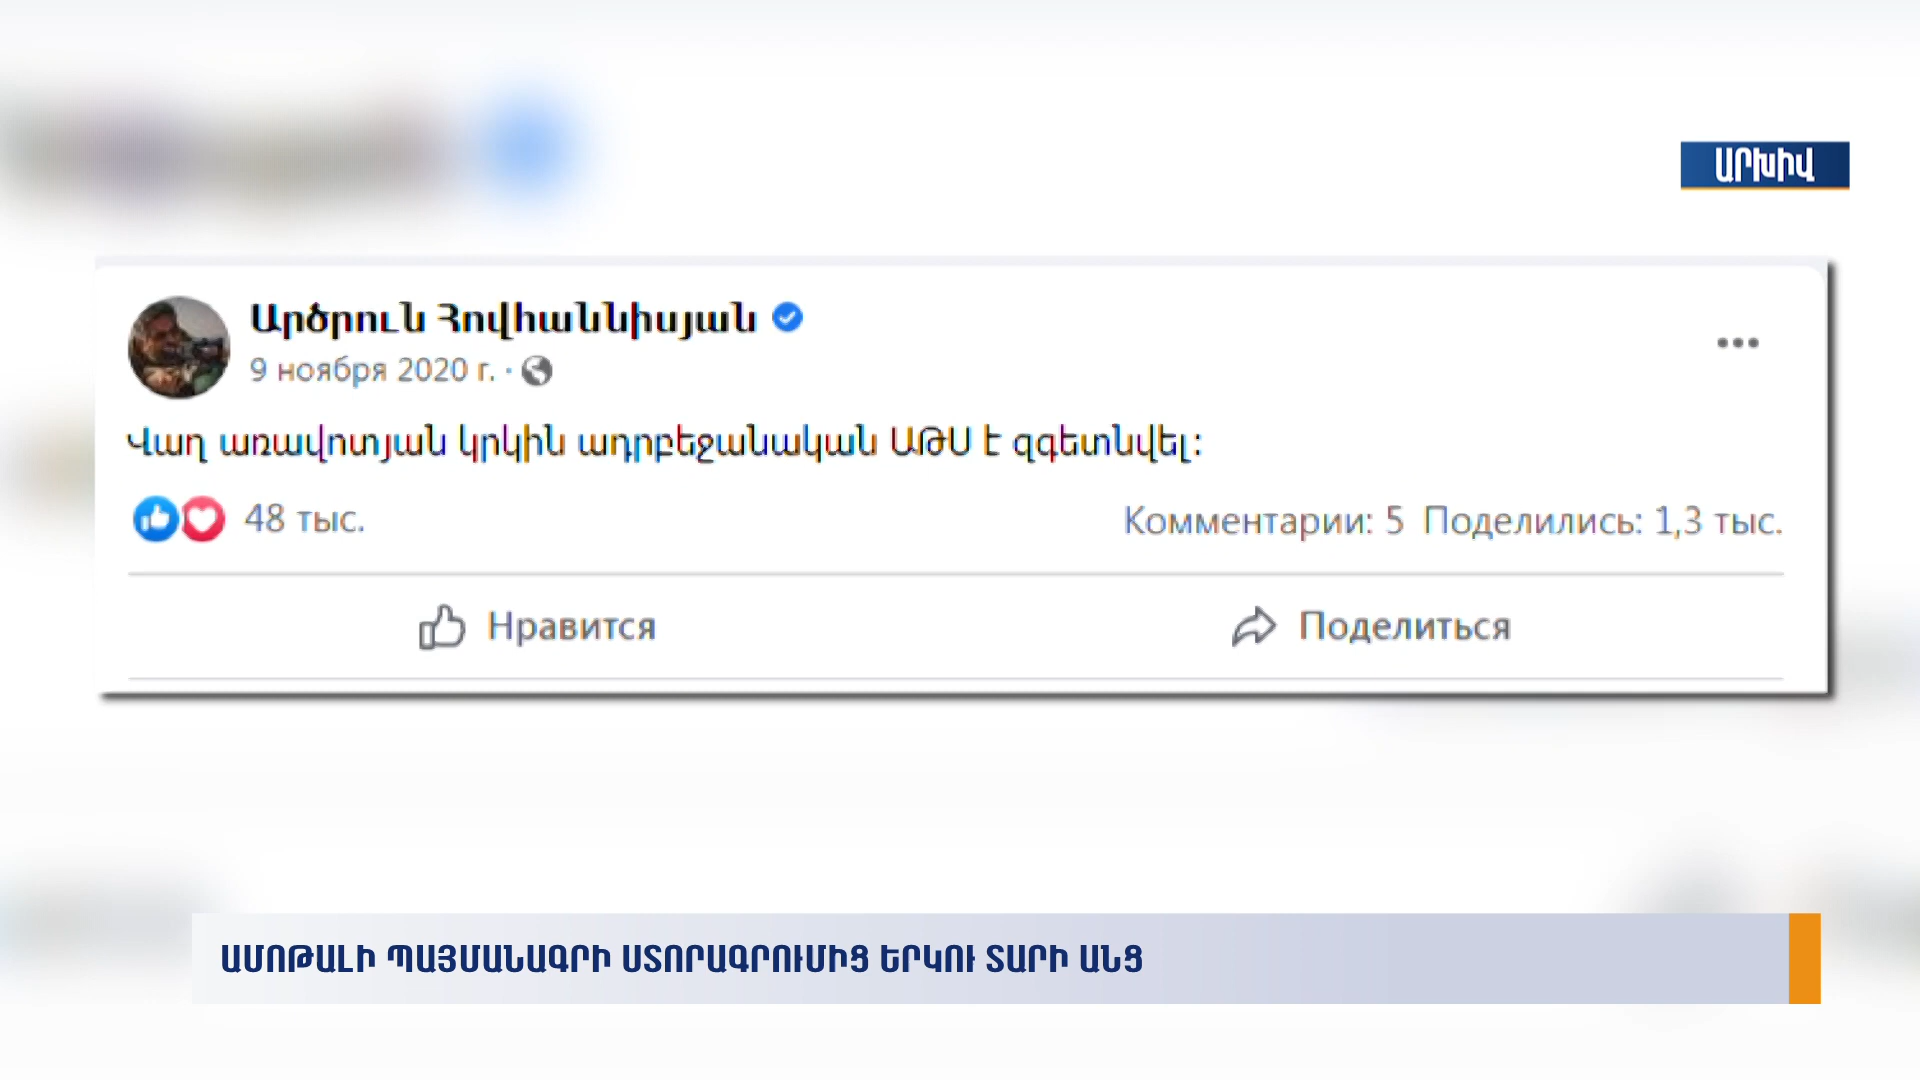 ԱՐԽԻՎ
Արծրուն Հովհաննիսյան
9 ноября 2020 г. ·
Վաղ առավոտյան կրկին ադրբեջանական ԱԹՍ է զգետնվել:
48 тыс.
Комментарии: 5 Поделились: 1,3 тыс.
Нравится
Поделиться
ԱՄՈԹԱԼԻ ՊԱՅՄԱՆԱԳՐԻ ՍՏՈՐԱԳՐՈՒՄԻՑ ԵՐԿՈՒ ՏԱՐԻ ԱՆՑ